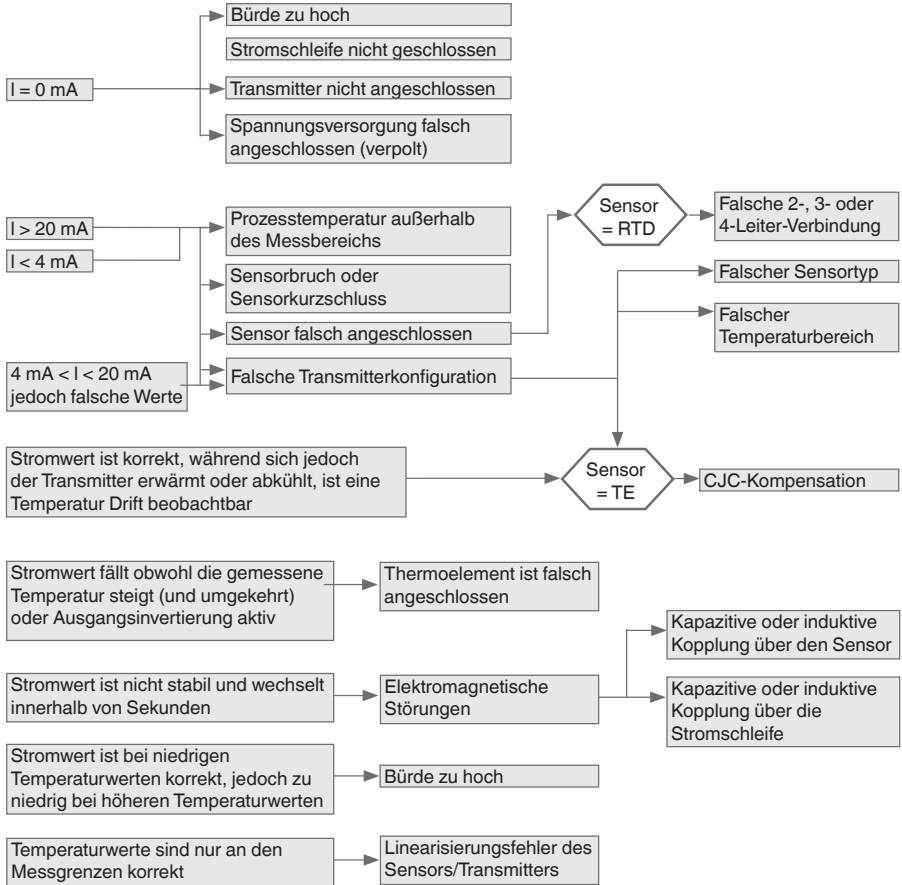 I = 0 mA
Bürde zu hoch
Stromschleife nicht geschlossen
Transmitter nicht angeschlossen
Spannungsversorgung falsch
angeschlossen (verpolt)
I > 20 mA
I < 4 mA
4 mA < I < 20 mA
jedoch falsche Werte
Prozesstemperatur außerhalb
des Messbereichs
Sensorbruch oder
Sensorkurzschluss
Sensor falsch angeschlossen
Falsche Transmitterkonfiguration
Sensor
= RTD
Falsche 2-, 3- oder
4-Leiter-Verbindung
Falscher Sensortyp
Falscher
Temperaturbereich
Stromwert ist korrekt, während sich jedoch
der Transmitter erwärmt oder abkühlt, ist eine
Temperatur Drift beobachtbar
Sensor
= TE
CJC-Kompensation
Stromwert fällt obwohl die gemessene
Temperatur steigt (und umgekehrt)
oder Ausgangsinvertierung aktiv
Thermoelement ist falsch
angeschlossen
Stromwert ist nicht stabil und wechselt
innerhalb von Sekunden
Elektromagnetische
Störungen
Kapazitive oder induktive
Kopplung über den Sensor
Kapazitive oder induktive
Kopplung über die
Stromschleife
Stromwert ist bei niedrigen
Temperaturwerten korrekt, jedoch zu
niedrig bei höheren Temperaturwerten
Bürde zu hoch
Temperaturwerte sind nur an den
Messgrenzen korrekt
Linearisierungsfehler des
Sensors/Transmitters